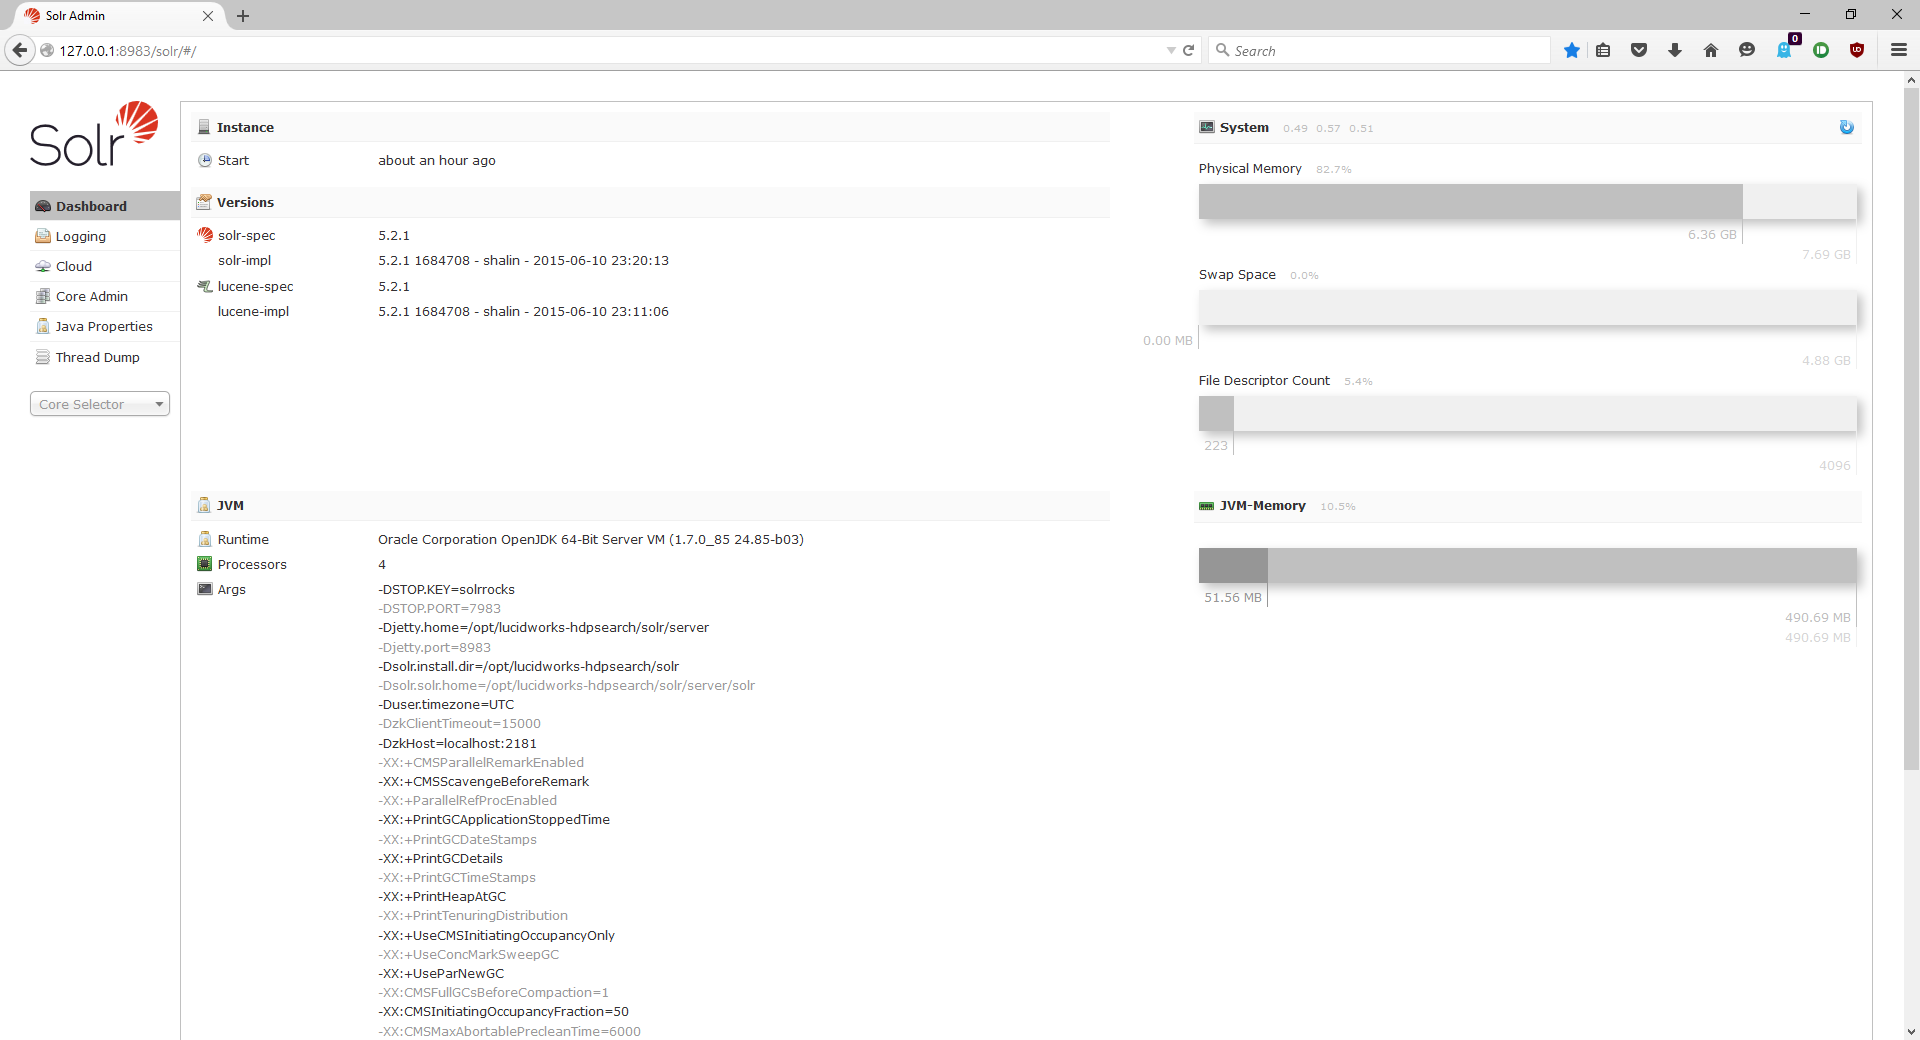 Solr Admin
127.0.0.1:8983/solr/#/
Search
0
Solr
Dashboard
Logging
Cloud
Core Admin
Java Properties
Thread Dump
Core Selector
Instance
Start about an hour ago
Versions
solr-spec 5.2.1
solr-impl 5.2.1 1684708 - shalin - 2015-06-10 23:20:13
lucene-spec 5.2.1
lucene-impl 5.2.1 1684708 - shalin - 2015-06-10 23:11:06
System 0.49 0.57 0.51
Physical Memory 82.7%
6.36 GB
7.69 GB
Swap Space 0.0%
0.00 MB
4.88 GB
File Descriptor Count 5.4%
223
4096
JVM
Runtime Oracle Corporation OpenJDK 64-Bit Server VM (1.7.0_85 24.85-b03)
Processors 4
Args -DSTOP.KEY=solrrocks
-DSTOP.PORT=7983
-Djetty.home=/opt/lucidworks-hdpsearch/solr/server
-Djetty.port=8983
-Dsolr.install.dir=/opt/lucidworks-hdpsearch/solr
-Dsolr.solr.home=/opt/lucidworks-hdpsearch/solr/server/solr
-Duser.timezone=UTC
-DzkClientTimeout=15000
-DzkHost=localhost:2181
-XX:+CMSParallelRemarkEnabled
-XX:+CMSScavengeBeforeRemark
-XX:+ParallelRefProcEnabled
-XX:+PrintGCApplicationStoppedTime
-XX:+PrintGCDateStamps
-XX:+PrintGCDetails
-XX:+PrintGCTimeStamps
-XX:+PrintHeapAtGC
-XX:+PrintTenuringDistribution
-XX:+UseCMSInitiatingOccupancyOnly
-XX:+UseConcMarkSweepGC
-XX:+UseParNewGC
-XX:CMSFullGCsBeforeCompaction=1
-XX:CMSInitiatingOccupancyFraction=50
-XX:CMSMaxAbortablePrecleanTime=6000
JVM-Memory 10.5%
51.56 MB
490.69 MB
490.69 MB